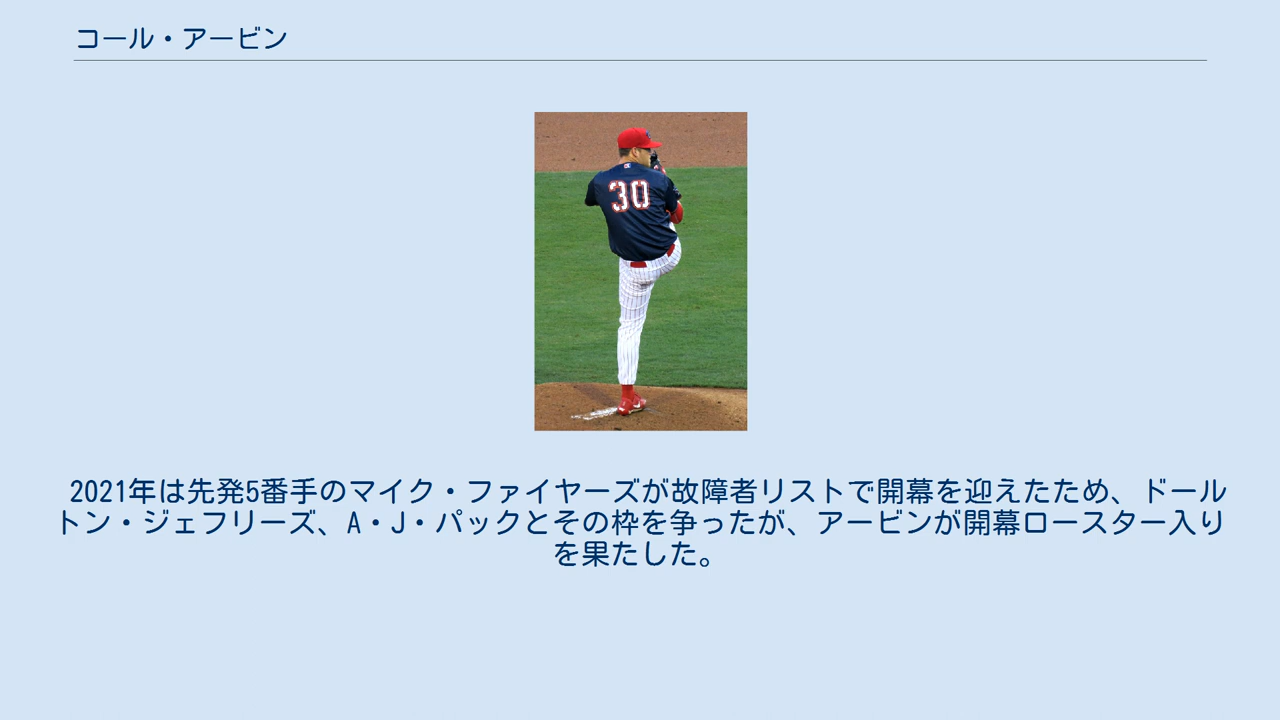 コール・アービン
30
2021年は先発5番手のマイク・ファイヤーズが故障者リストで開幕を迎えたため、ドール
トン・ジェフリーズ、A・J・パックとその枠を争ったが、アービンが開幕ロースター入り
を果たした。